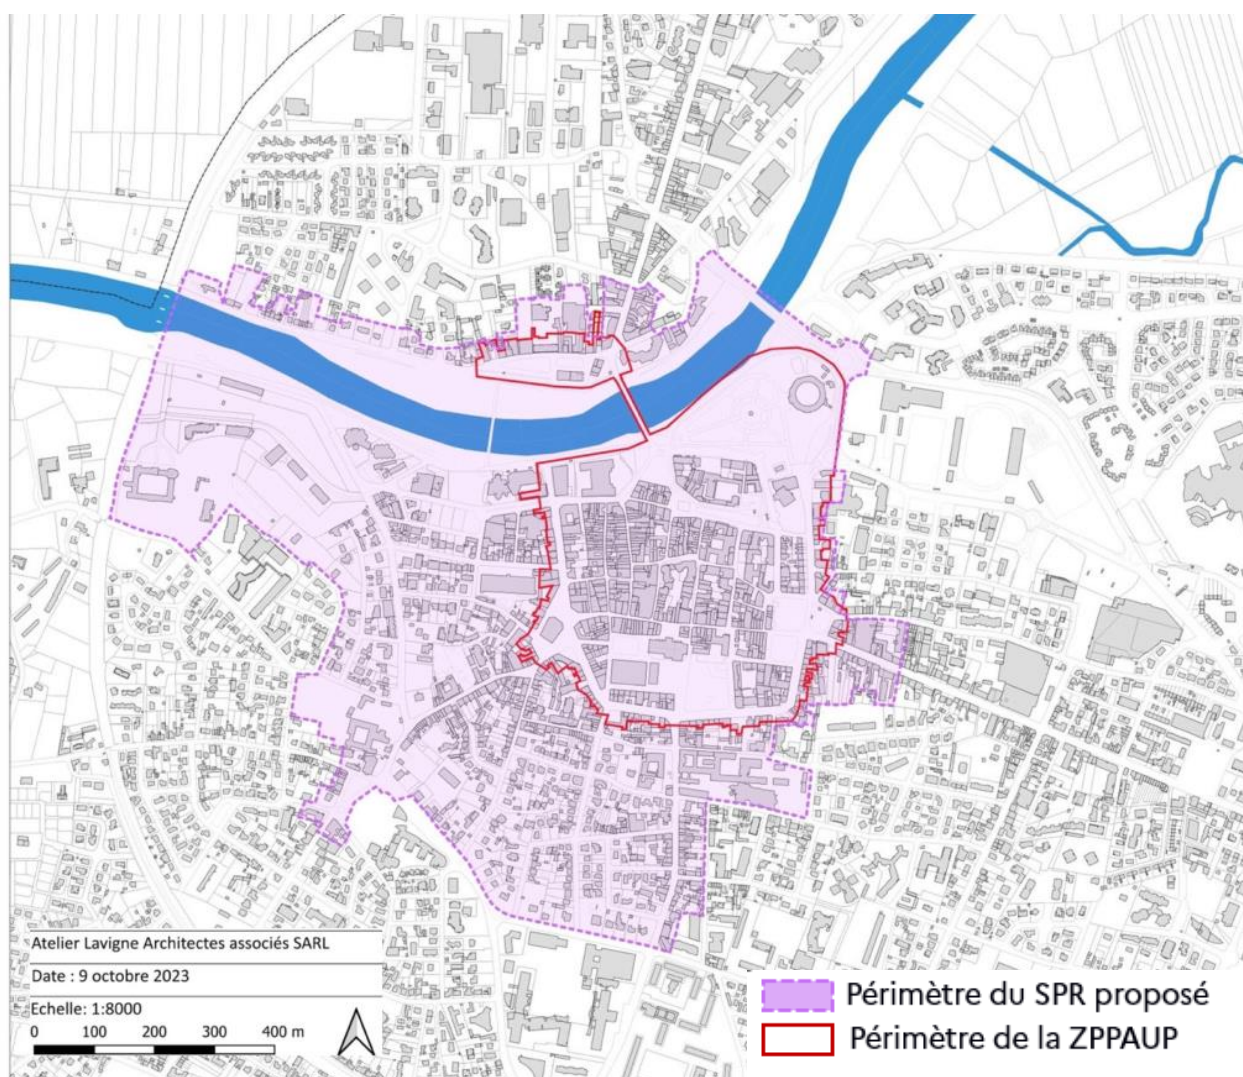 Atelier Lavigne Architectes associés SARL
Date : 9 octobre 2023
Echelle: 1:8000
0 100 200 300 400 m
Périmètre du SPR proposé
Périmètre de la ZPPAUP